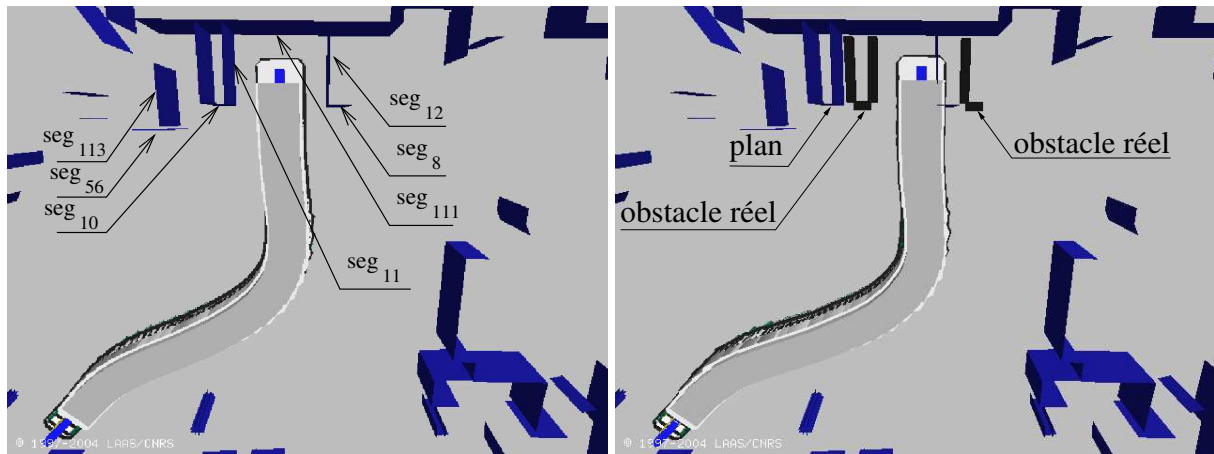 seg 113
seg 56
seg 10
seg 12
seg 8
seg 111
seg 11
© 1997-2004 LAAS/CNRS
plan
obstacle réel
obstacle réel
© 1997-2004 LAAS/CNRS